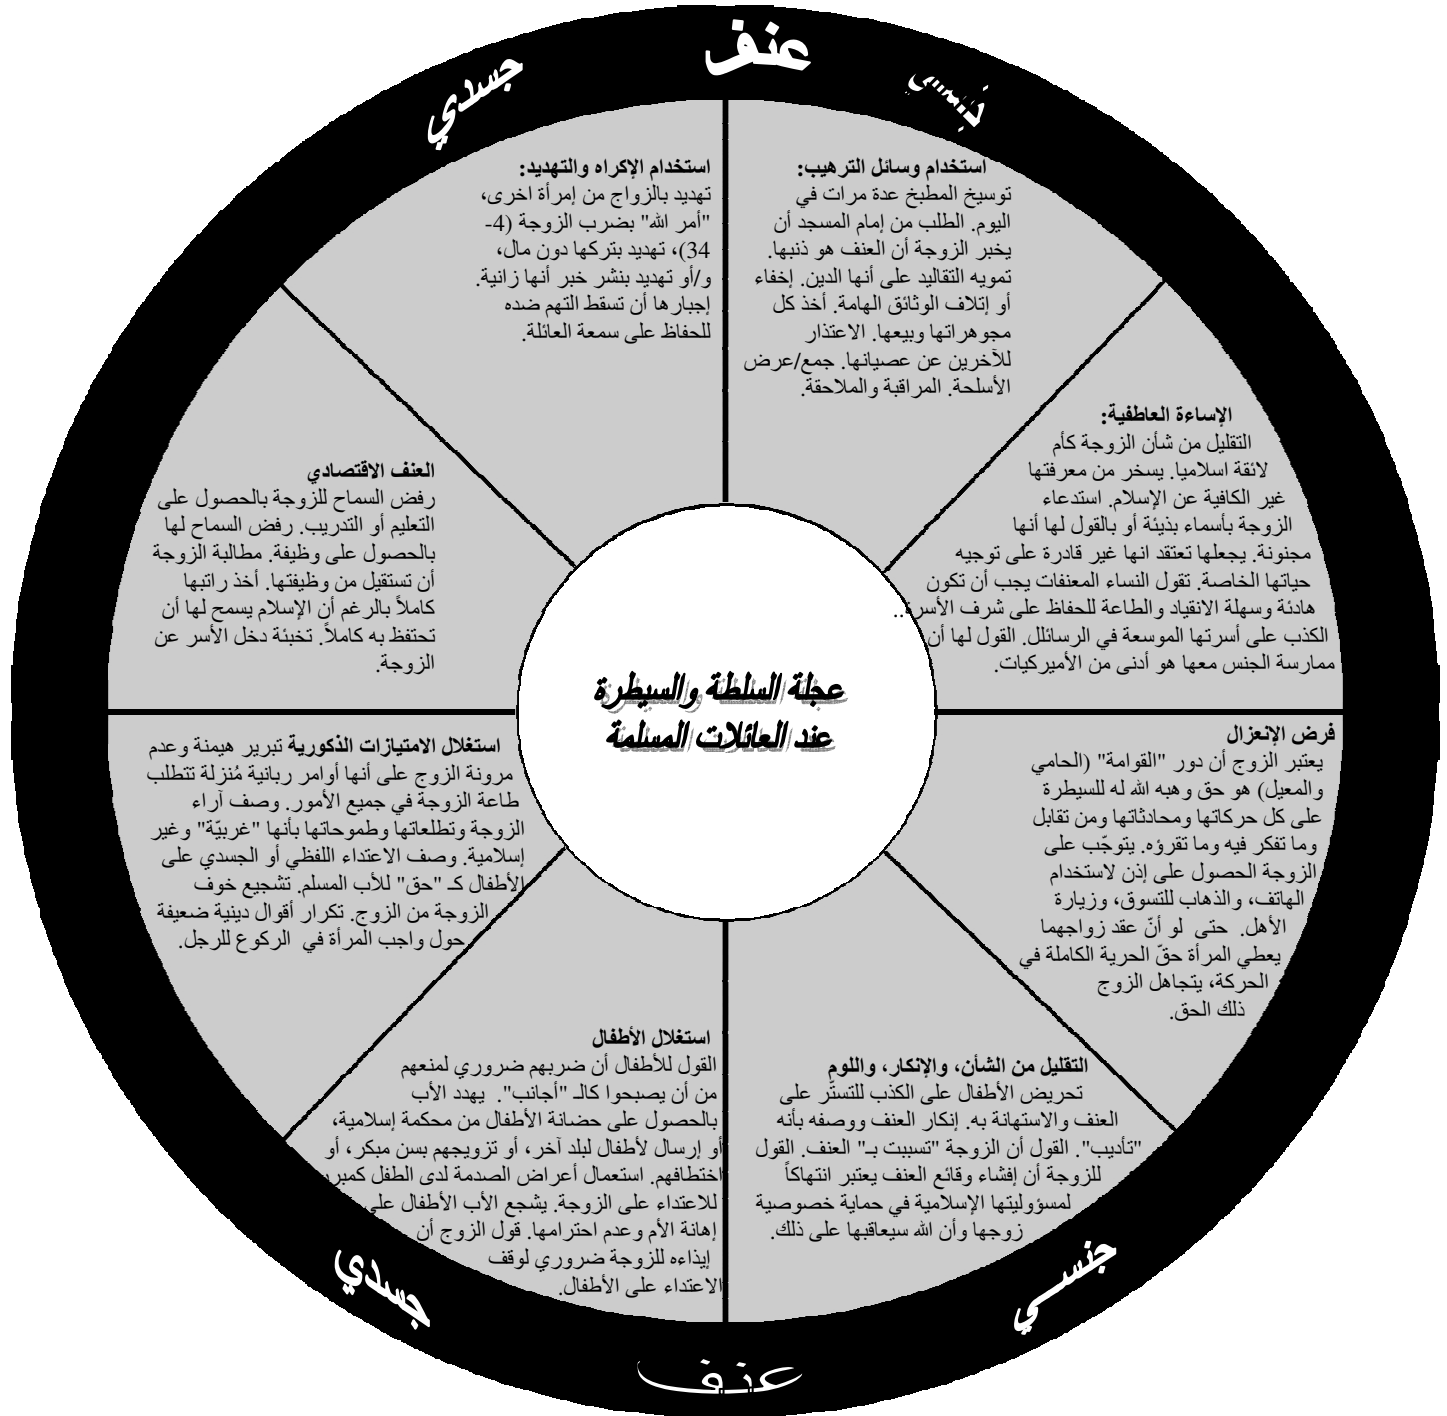 عنف
جنسي
جسدي
استخدام وسائل الترهيب:
توسيخ المطبخ عدة مرات في
اليوم. الطلب من إمام المسجد أن
يخبر الزوجة أن العنف هو ذنبها.
تمويه التقاليد على أنها الدين. إخفاء
أو إتلاف الوثائق الهامة. أخذ كل
مجوهراتها وبيعها. الاعتذار
للآخرين عن عصيانها. جمع/عرض
الأسلحة. المراقبة والملاحقة.
استخدام الإكراه والتهديد:
تهديد بالزواج من إمرأة اخرى،
"أمر الله" بضرب الزوجة (4-
34)، تهديد بتركها دون مال،
و/أو تهديد بنشر خبر أنها زانية.
إجبارها أن تسقط التهم ضده
للحفاظ على سمعة العائلة.
الإساءة العاطفية:
التقليل من شأن الزوجة كأم
لائقة اسلاميا. يسخر من معرفتها
غير الكافية عن الإسلام. استدعاء
الزوجة بأسماء بذيئة أو بالقول لها أنها
مجنونة. يجعلها تعتقد انها غير قادرة على توجيه
حياتها الخاصة. تقول النساء المعنفات يجب أن تكون
هادئة وسهلة الانقياد والطاعة للحفاظ على شرف الأسرة..
الكذب على أسرتها الموسعة في الرسائلل. القول لها أن
ممارسة الجنس معها هو أدنى من الأميركيات.
العنف الاقتصادي
رفض السماح للزوجة بالحصول على
التعليم أو التدريب. رفض السماح لها
بالحصول على وظيفة. مطالبة الزوجة
أن تستقيل من وظيفتها. أخذ راتبها
كاملاً بالرغم أن الإسلام يسمح لها أن
تحتفظ به كاملاً. تخبئة دخل الأسر عن
الزوجة.
عجلة السلطة والسيطرة
عند العائلات المسلمة
فرض الإنعزال
يعتبر الزوج أن دور "القوامة" (الحامي
والمعيل) هو حق وهبه الله له للسيطرة
على كل حركاتها ومحادثاتها ومن تقابل
وما تفكر فيه وما تقرؤه. يتوجّب على
الزوجة الحصول على إذن لاستخدام
الهاتف، والذهاب للتسوق، وزيارة
الأهل. حتى لو أنّ عقد زواجهما
يعطي المرأة حقّ الحرية الكاملة في
الحركة، يتجاهل الزوج
ذلك الحق.
استغلال الامتيازات الذكورية تبرير هيمنة وعدم
مرونة الزوج على أنها أوامر ربانية مُنزلة تتطلب
طاعة الزوجة في جميع الأمور. وصف آراء
الزوجة وتطلعاتها وطموحاتها بأنها "غربيّة" وغير
إسلامية. وصف الاعتداء اللفظي أو الجسدي على
الأطفال كـ "حق" للأب المسلم. تشجيع خوف
الزوجة من الزوج. تكرار أقوال دينية ضعيفة
حول واجب المرأة في الركوع للرجل.
التقليل من الشأن، والإنكار، واللوم
تحريض الأطفال على الكذب للتستّر على
العنف والاستهانة به. إنكار العنف ووصفه بأنه
"تأديب". القول أن الزوجة "تسببت بـ" العنف. القول
للزوجة أن إفشاء وقائع العنف يعتبر انتهاكاً
لمسؤوليتها الإسلامية في حماية خصوصية
زوجها وأن الله سيعاقبها على ذلك.
استغلال الأطفال
القول للأطفال أن ضربهم ضروري لمنعهم
من أن يصبحوا كالـ "أجانب". يهدد الأب
بالحصول على حضانة الأطفال من محكمة إسلامية،
أو إرسال لأطفال لبلد آخر، أو تزويجهم بسن مبكر، أو
اختطافهم. استعمال أعراض الصدمة لدى الطفل كمبرر
للاعتداء على الزوجة. يشجع الأب الأطفال على
إهانة الأم وعدم احترامها. قول الزوج أن
إيذاءه للزوجة ضروري لوقف
الاعتداء على الأطفال.
جنســـي
جسدي
عنف